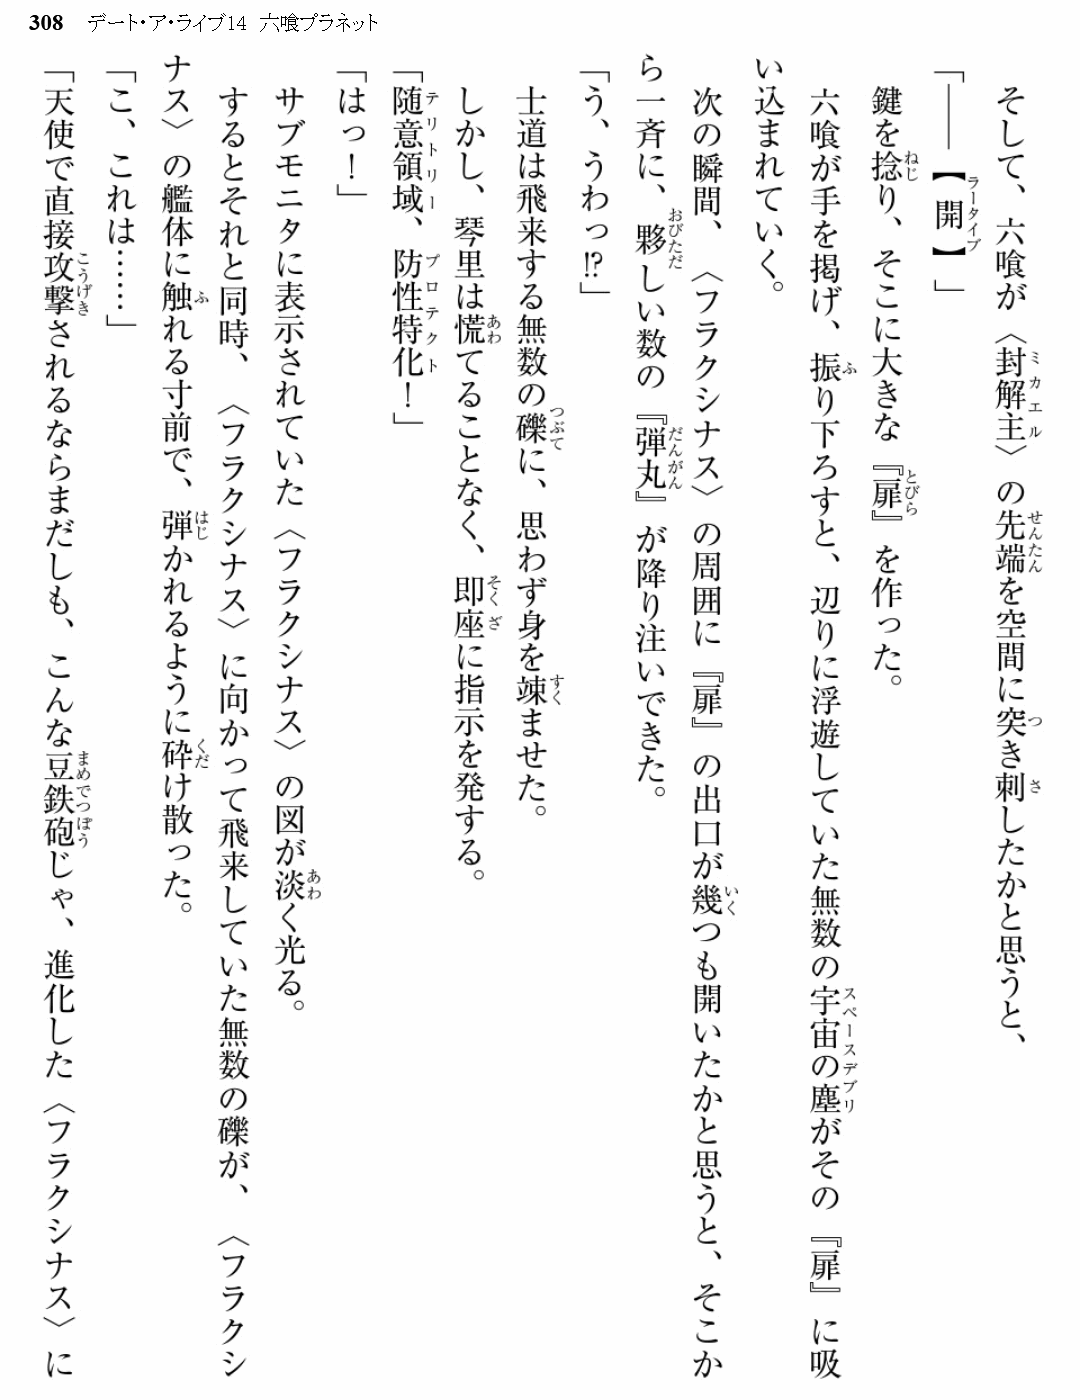 308 デート・ア・ライブ14 六喰プラネット
そして、六喰が〈封解主〉の先端を空間に突き刺したかと思うと、
「――【開】」
鍵を捻り、そこに大きな『扉』を作った。
六喰が手を掲げ、振り下ろすと、辺りに浮遊していた無数の宇宙の塵がその『扉』に吸
い込まれていく。
次の瞬間、〈フラクシナス〉の周囲に『扉』の出口が幾つも開いたかと思うと、そこか
ら一斉に、夥しい数の『弾丸』が降り注いできた。
「う、うわっ!?」
士道は飛来する無数の礫に、思わず身を竦ませた。
しかし、琴里は慌てることなく、即座に指示を発する。
「随意領域、防性特化！」
「はっ！」
サブモニタに表示されていた〈フラクシナス〉の図が淡く光る。
するとそれと同時、〈フラクシナス〉に向かって飛来していた無数の礫が、〈フラクシ
ナス〉の艦体に触れる寸前で、弾かれるように砕け散った。
「こ、これは……」
「天使で直接攻撃されるならまだしも、こんな豆鉄砲じゃ、進化した〈フラクシナス〉に